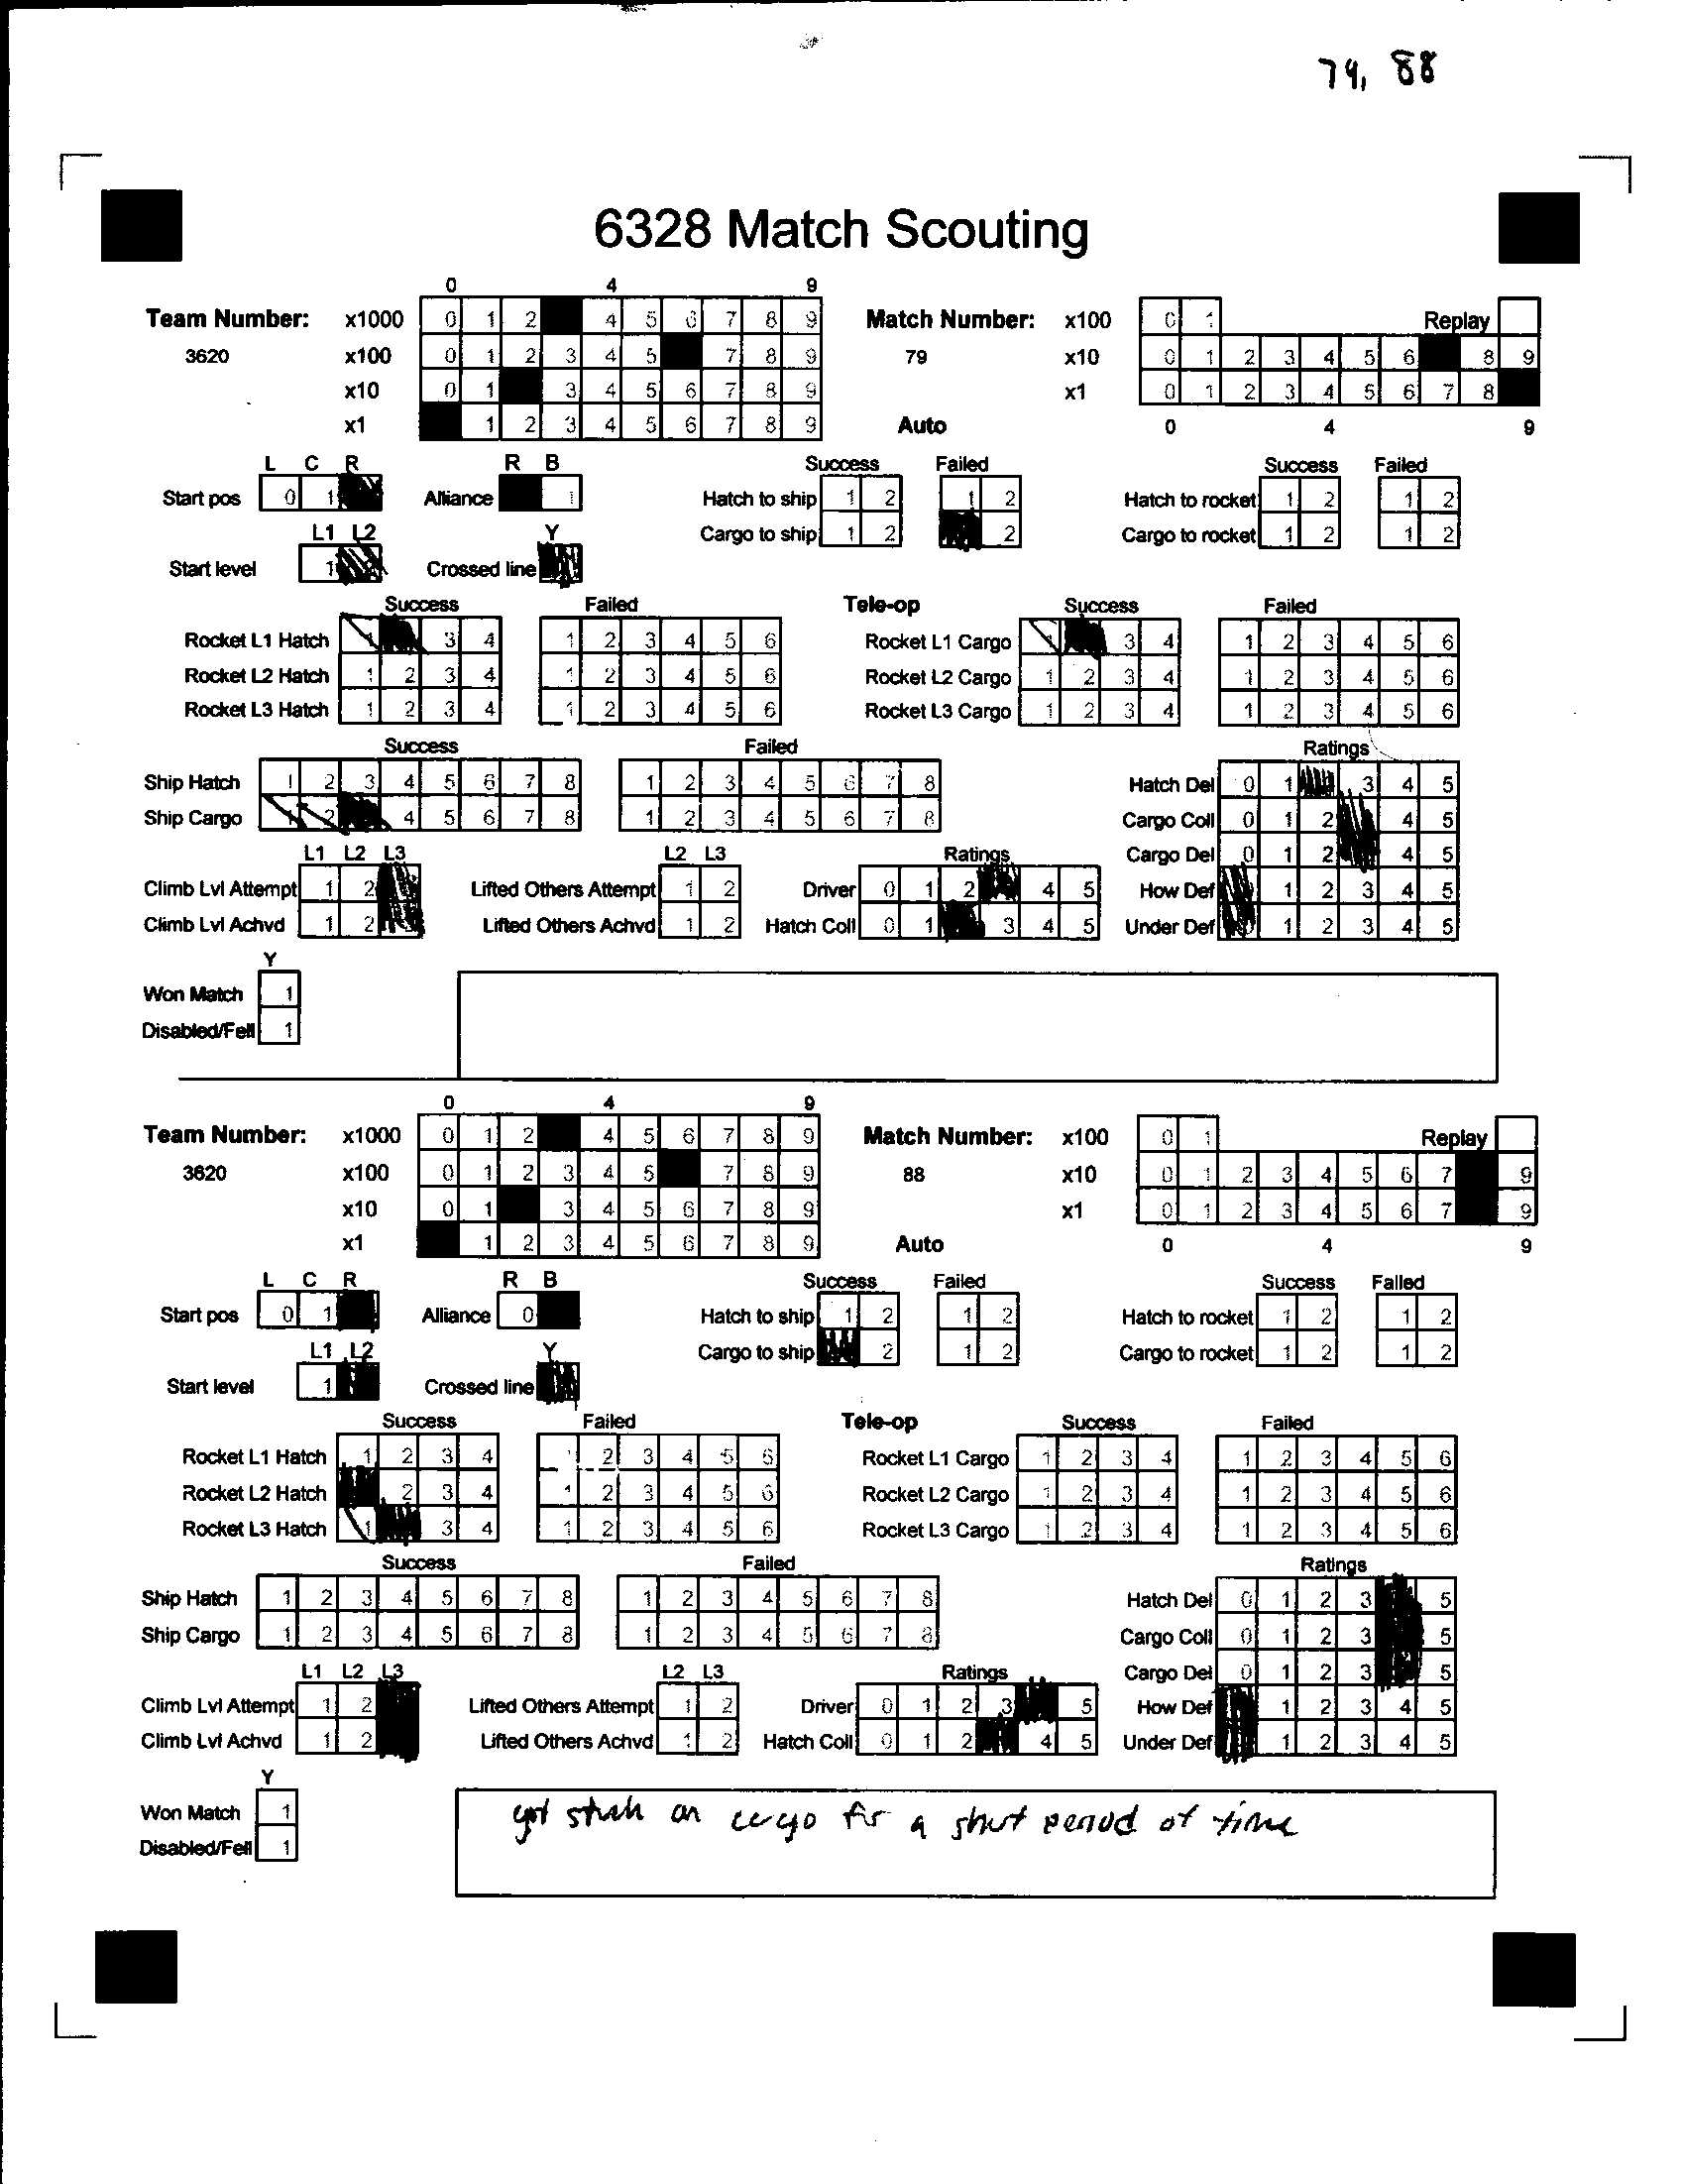 79, 88
6328 Match Scouting
0 4 9
Team Number: x1000 0 1 2 4 5 6 7 8 9 Match Number: x100 0 1 Replay
3620 x100 0 1 2 3 4 5 7 8 9 79 x10 0 1 2 3 4 5 6 8 9
x10 0 1 3 4 5 6 7 8 9 x1 0 1 2 3 4 5 6 7 8
x1 1 2 3 4 5 6 7 8 9 Auto 0 4 9
L C R R B Success Failed Success Failed
Start pos 0 1 Alliance 1 Hatch to ship 1 2 1 2 Hatch to rocket 1 2 1 2
L1 L2 Y Cargo to ship 1 2 2 Cargo to rocket 1 2 1 2
Start level 1 Crossed line
Success Failed Tele-op Success Failed
Rocket L1 Hatch 1 3 4 1 2 3 4 5 6 Rocket L1 Cargo 1 3 4 1 2 3 4 5 6
Rocket L2 Hatch 1 2 3 4 1 2 3 4 5 6 Rocket L2 Cargo 1 2 3 4 1 2 3 4 5 6
Rocket L3 Hatch 1 2 3 4 1 2 3 4 5 6 Rocket L3 Cargo 1 2 3 4 1 2 3 4 5 6
Success Failed Ratings
Ship Hatch 1 2 3 4 5 6 7 8 1 2 3 4 5 6 7 8 Hatch Del 0 1 3 4 5
Ship Cargo 1 2 4 5 6 7 8 1 2 3 4 5 6 7 8 Cargo Coll 0 1 2 4 5
L1 L2 L3 L2 L3 Ratings Cargo Del 0 1 2 4 5
Climb Lvl Attempt 1 2 Lifted Others Attempt 1 2 Driver 0 1 2 4 5 How Def 1 2 3 4 5
Climb Lvl Achvd 1 2 Lifted Others Achvd 1 2 Hatch Coll 0 1 3 4 5 Under Def 0 1 2 3 4 5
Y
Won Match 1
Disabled/Fell 1
0 4 9
Team Number: x1000 0 1 2 4 5 6 7 8 9 Match Number: x100 0 1 Replay
3620 x100 0 1 2 3 4 5 7 8 9 88 x10 0 1 2 3 4 5 6 7 9
x10 0 1 3 4 5 6 7 8 9 x1 0 1 2 3 4 5 6 7 9
x1 1 2 3 4 5 6 7 8 9 Auto 0 4 9
L C R R B Success Failed Success Failed
Start pos 0 1 Alliance 0 Hatch to ship 1 2 1 2 Hatch to rocket 1 2 1 2
L1 L2 Y Cargo to ship 2 1 2 Cargo to rocket 1 2 1 2
Start level 1 Crossed line
Success Failed Tele-op Success Failed
Rocket L1 Hatch 1 2 3 4 1 2 3 4 5 6 Rocket L1 Cargo 1 2 3 4 1 2 3 4 5 6
Rocket L2 Hatch 2 3 4 1 2 3 4 5 6 Rocket L2 Cargo 1 2 3 4 1 2 3 4 5 6
Rocket L3 Hatch 1 3 4 1 2 3 4 5 6 Rocket L3 Cargo 1 2 3 4 1 2 3 4 5 6
Success Failed Ratings
Ship Hatch 1 2 3 4 5 6 7 8 1 2 3 4 5 6 7 8 Hatch Del 0 1 2 3 5
Ship Cargo 1 2 3 4 5 6 7 8 1 2 3 4 5 6 7 8 Cargo Coll 0 1 2 3 5
L1 L2 L3 L2 L3 Ratings Cargo Del 0 1 2 3 5
Climb Lvl Attempt 1 2 Lifted Others Attempt 1 2 Driver 0 1 2 3 5 How Def 1 2 3 4 5
Climb Lvl Achvd 1 2 Lifted Others Achvd 1 2 Hatch Coll 0 1 2 4 5 Under Def 1 2 3 4 5
Y
Won Match 1
Disabled/Fell 1
got stuck on cargo for a short period of time